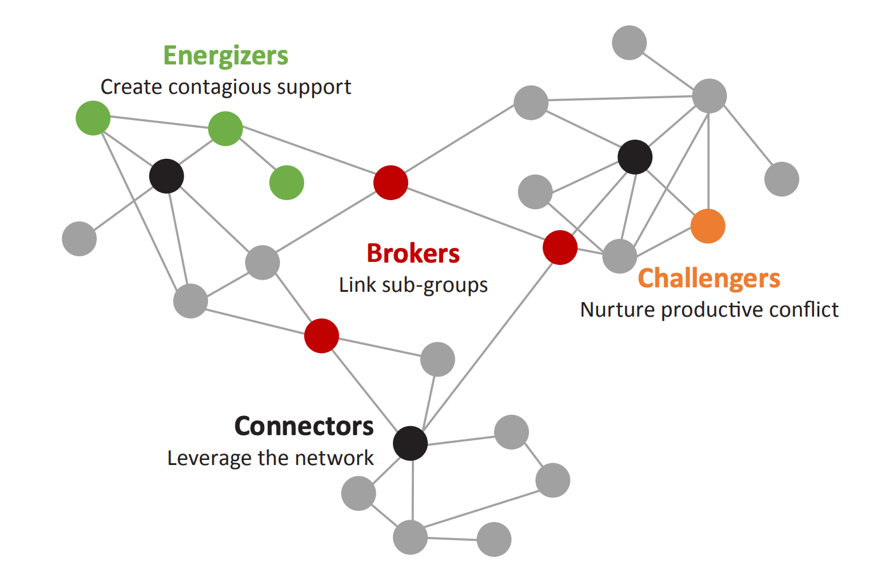 Energizers
Create contagious support
Brokers
Link sub-groups
Challengers
Nurture productive conflict
Connectors
Leverage the network